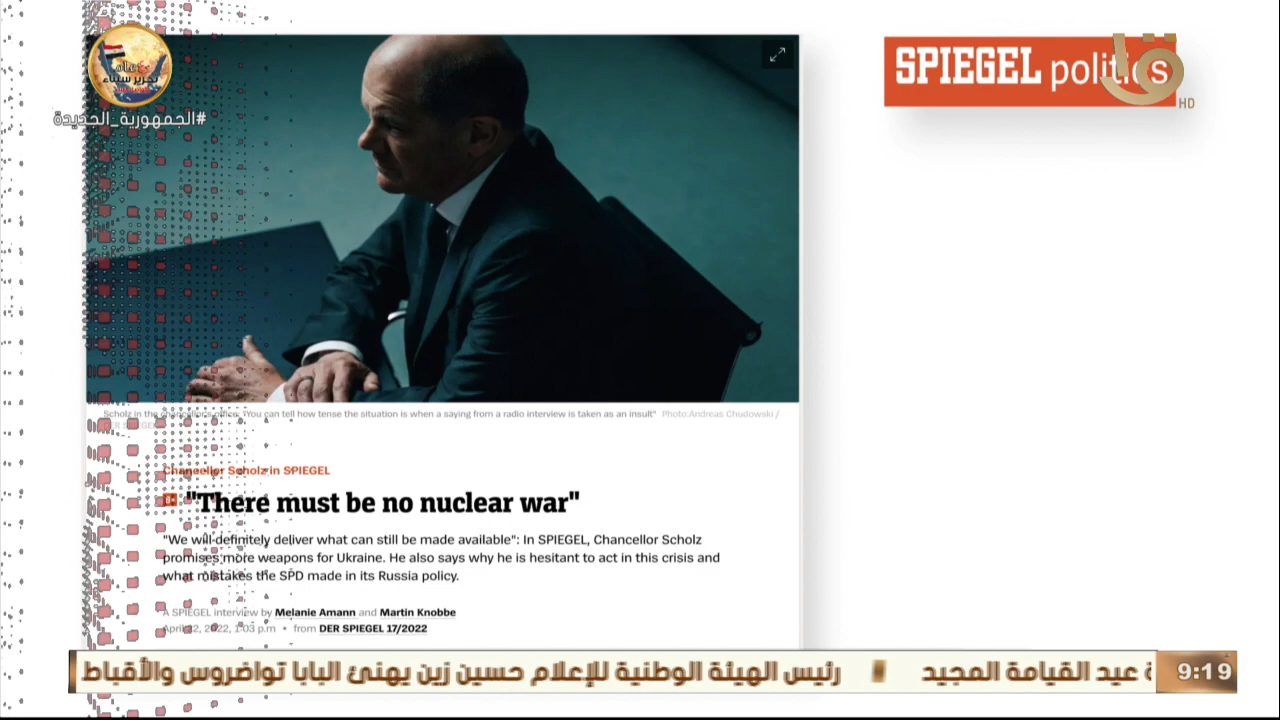 SPIEGEL politics
HD
تحرير سيناء
#الجمهورية_الجديدة
Scholz in the chancellor's office: "You can tell how tense the situation is when a saying from a radio interview is taken as an insult" Photo:Andreas Chudowski /
DER SPIEGEL
Chancellor Scholz in SPIEGEL
"There must be no nuclear war"
"We will definitely deliver what can still be made available": In SPIEGEL, Chancellor Scholz
promises more weapons for Ukraine. He also says why he is hesitant to act in this crisis and
what mistakes the SPD made in its Russia policy.
A SPIEGEL interview by Melanie Amann and Martin Knobbe
April 22, 2022, 1:03 p.m • from DER SPIEGEL 17/2022
عيد القيامة المجيد رئيس الهيئة الوطنية للإعلام حسين زين يهنئ البابا تواضروس والأقباط
9:19